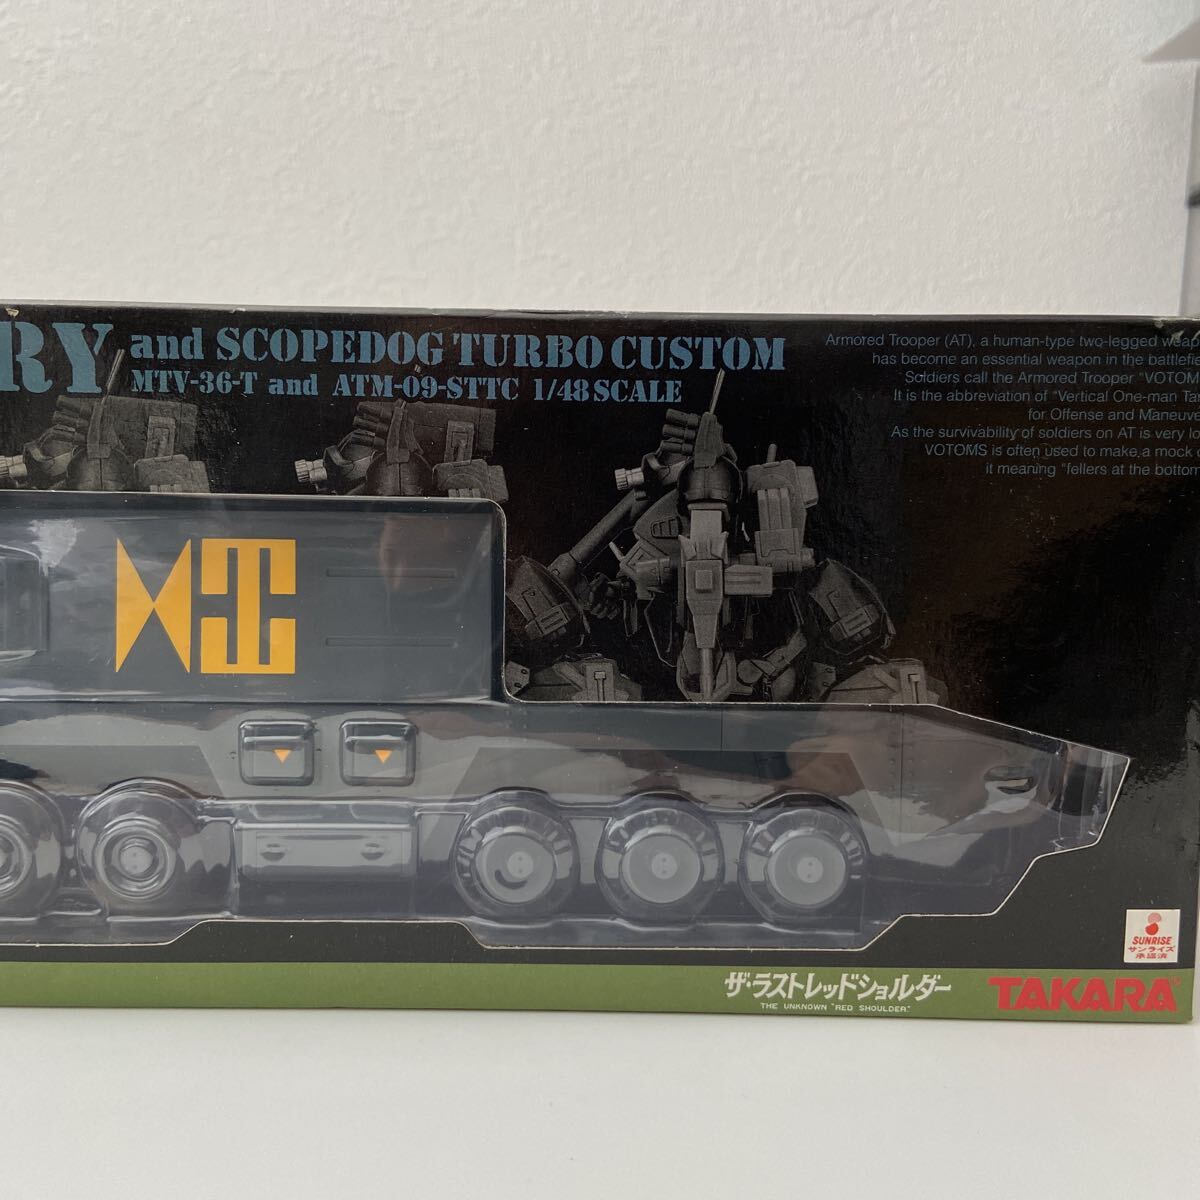 RY and SCOPEDOG TURBO CUSTOM
MTV-36-T and ATM-09-STTC 1/48 SCALE
Armored Trooper (AT), a human-type two-legged weap
has become an essential weapon in the battlefie
Soldiers call the Armored Trooper "VOTOM
It is the abbreviation of "Vertical One-man Ta
for Offense and Maneuve
As the survivability of soldiers on AT is very lo
VOTOMS is often used to make a mock o
it meaning "fellers at the bottom
SUNRISE
サンライズ
承認済
ザ・ラストレッドショルダー
THE UNKNOWN "RED SHOULDER"
TAKARA